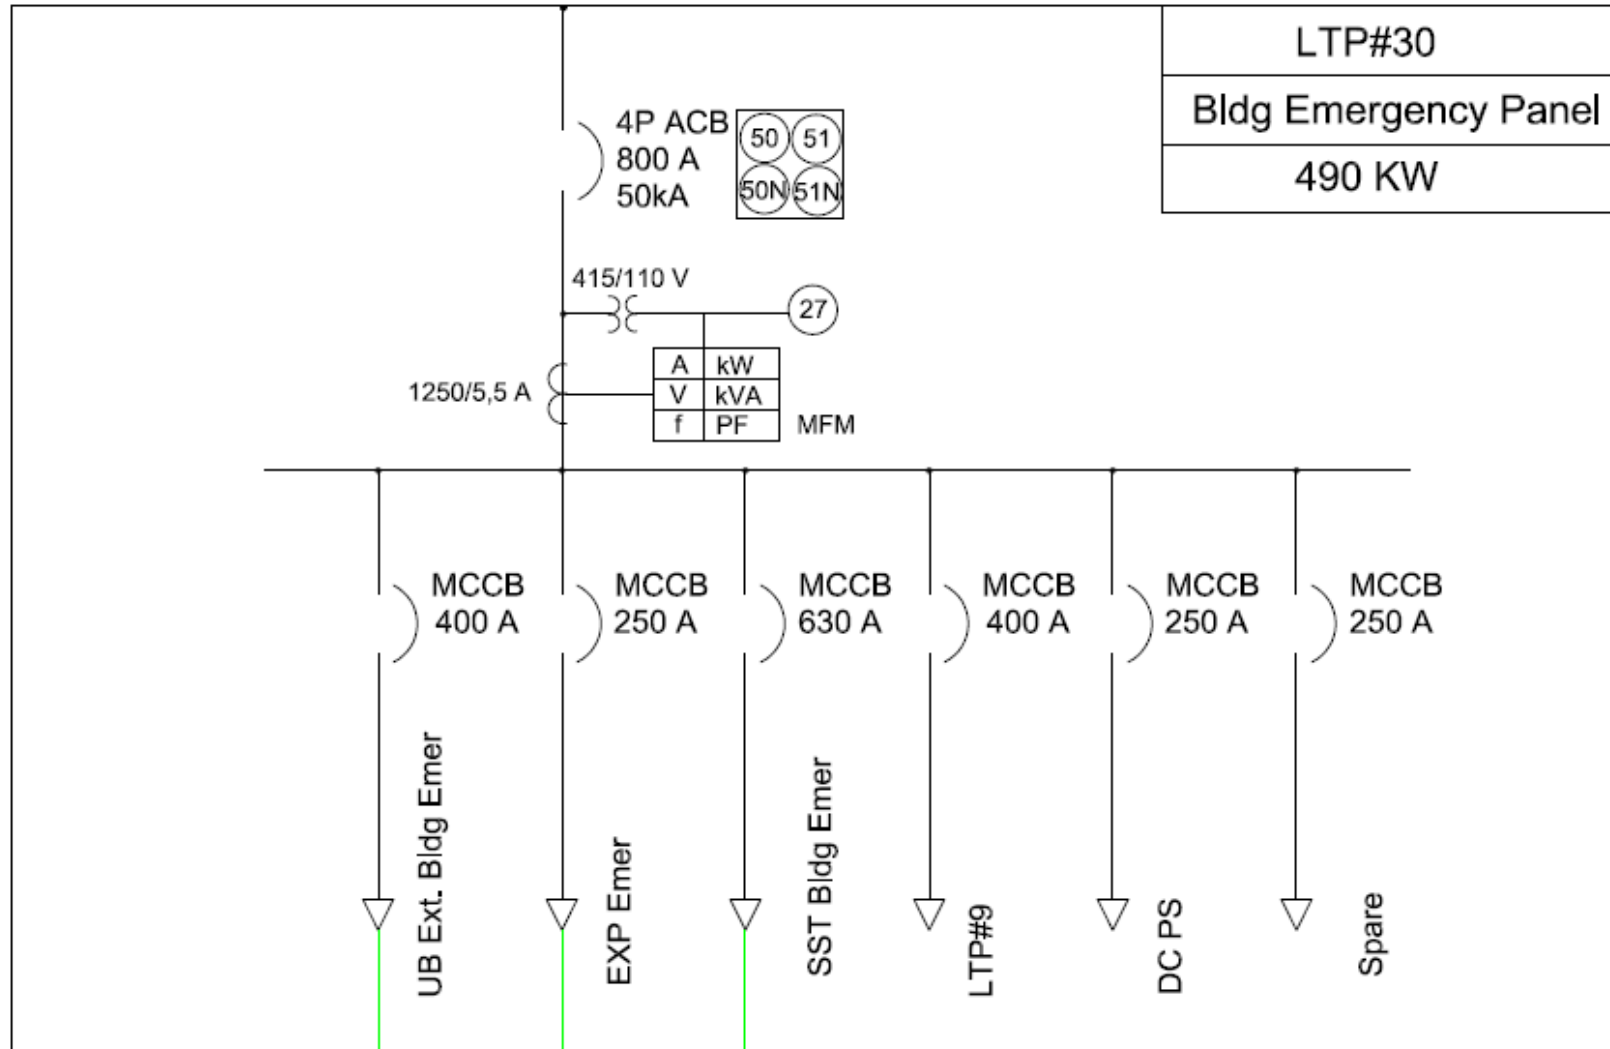 LTP#30
Bldg Emergency Panel
490 KW
4P ACB
800 A
50kA
50 51
50N 51N
415/110 V
27
1250/5,5 A
A kW
V kVA
f PF
MFM
MCCB
400 A
MCCB
250 A
MCCB
630 A
MCCB
400 A
MCCB
250 A
MCCB
250 A
UB Ext. Bldg Emer
EXP Emer
SST Bldg Emer
LTP#9
DC PS
Spare